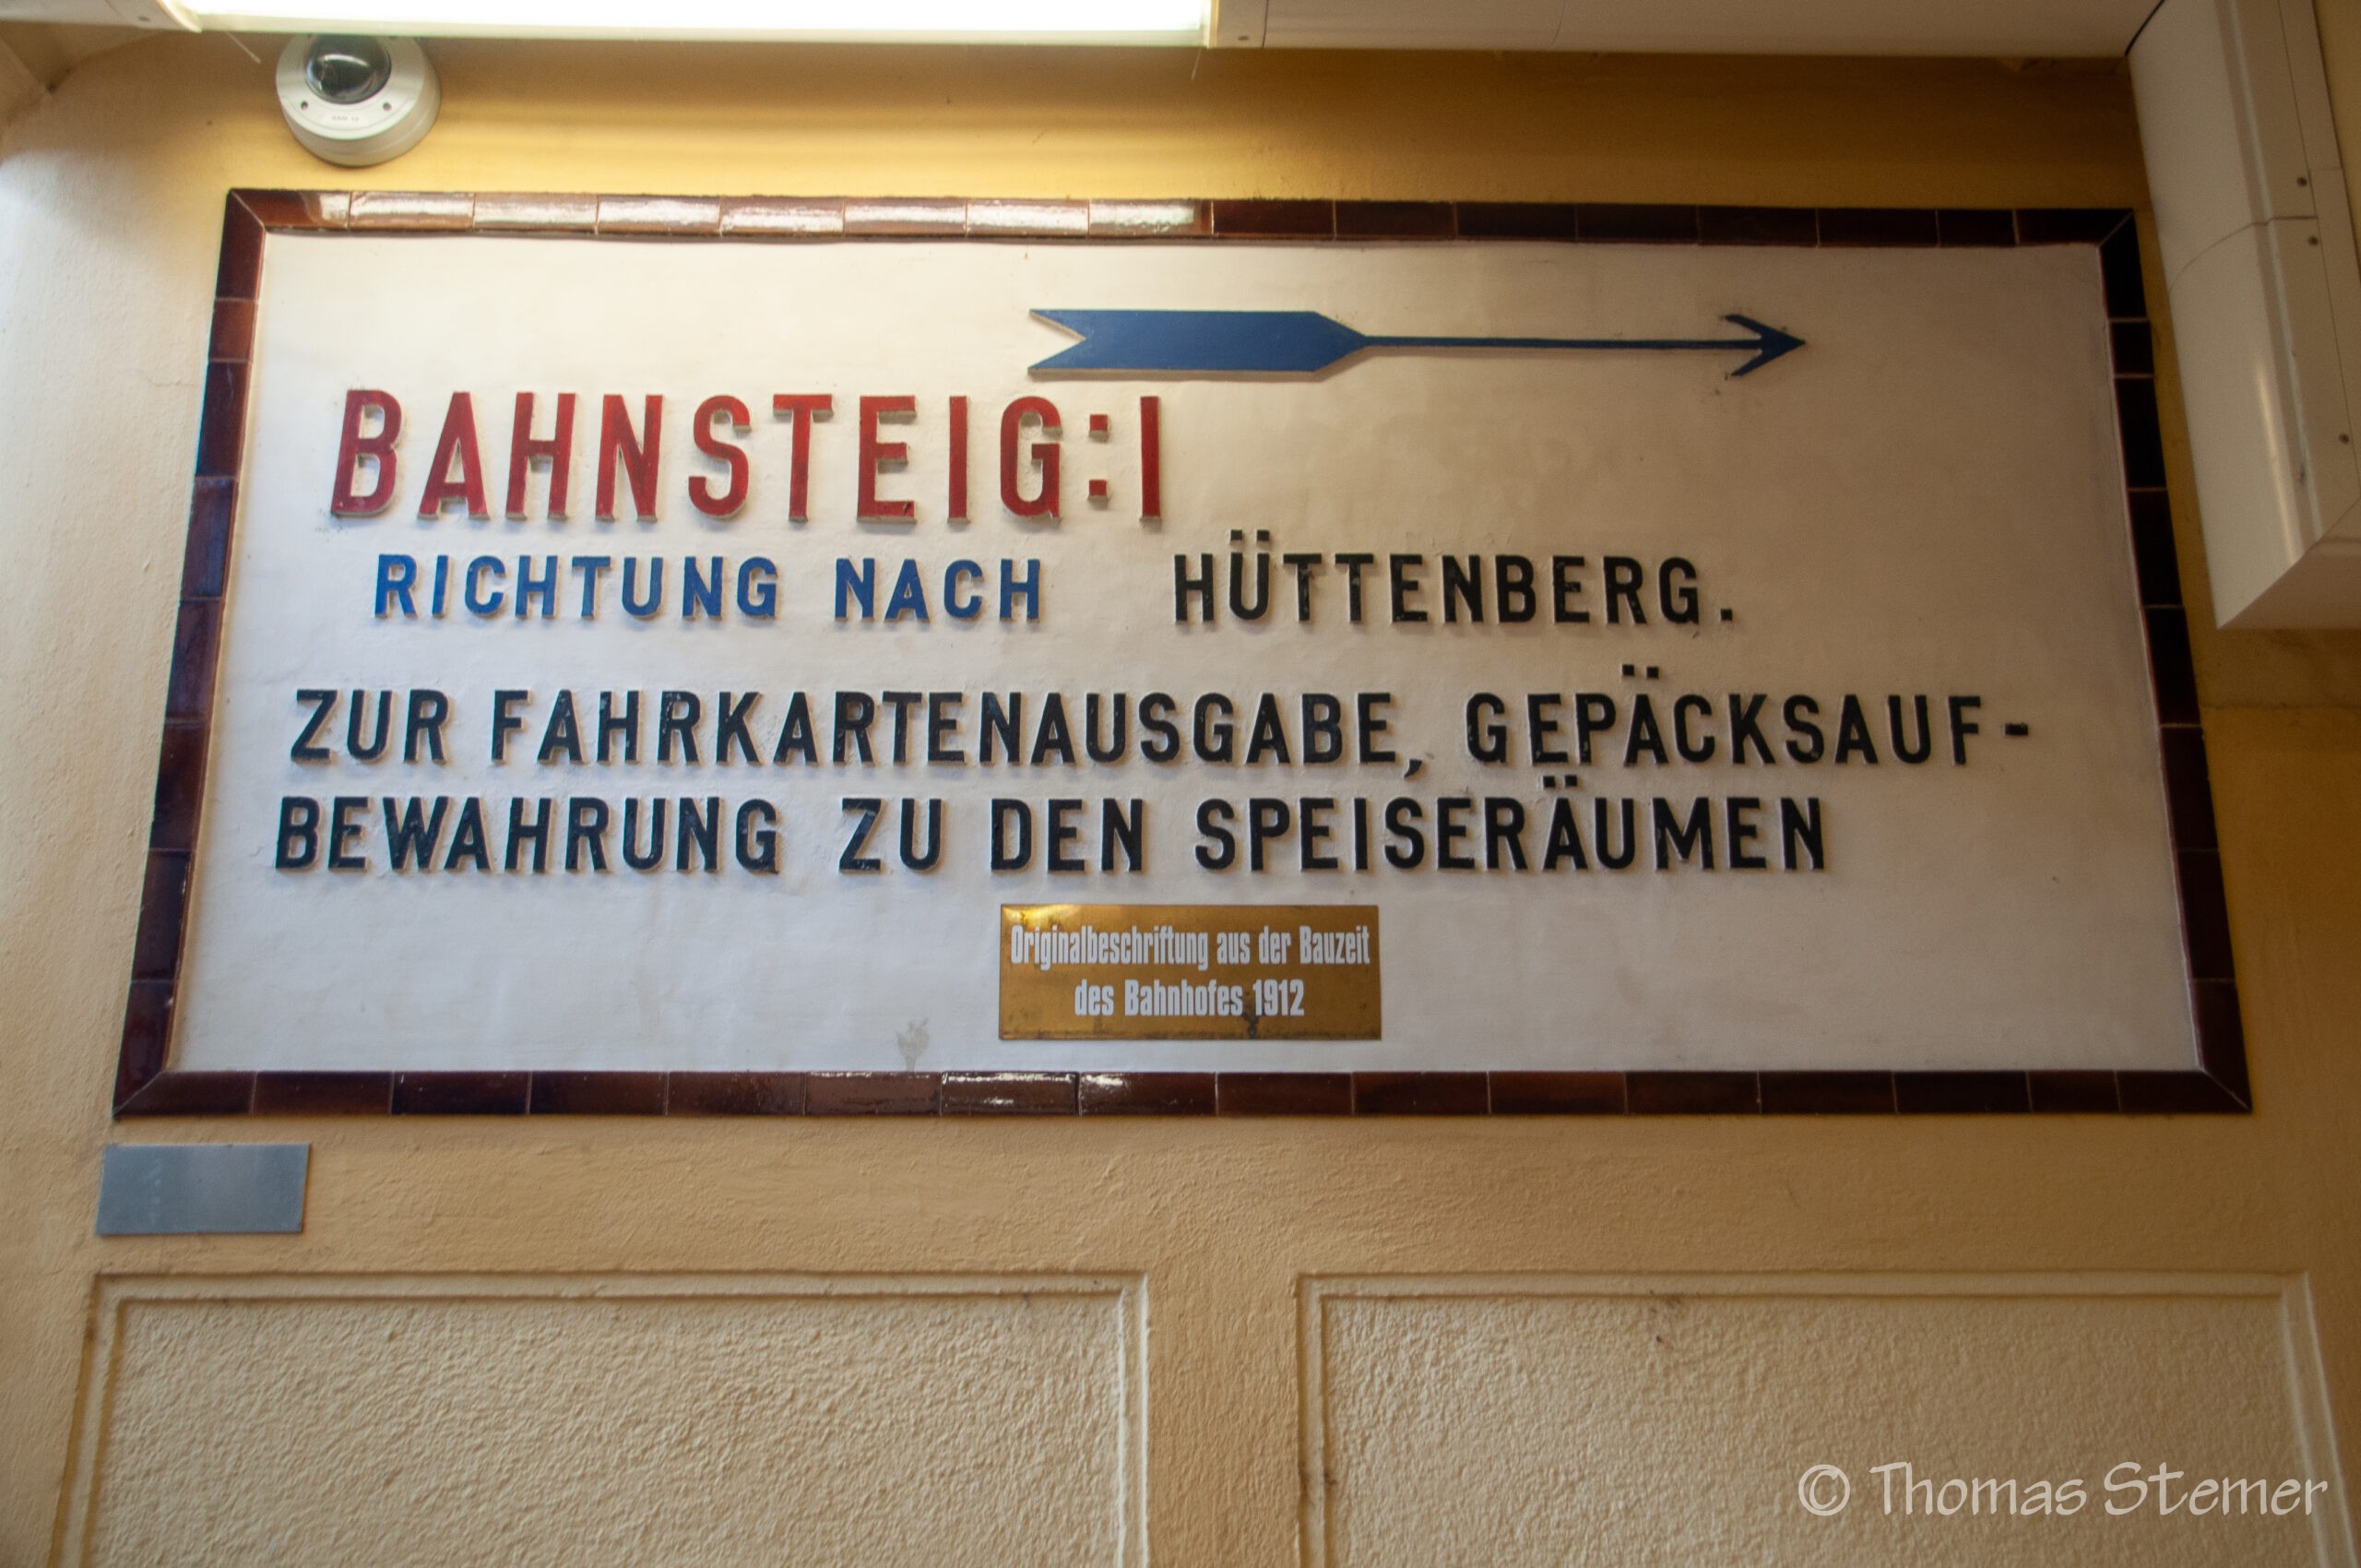 BAHNSTEIG:I
RICHTUNG NACH HÜTTENBERG.
ZUR FAHRKARTENAUSGABE, GEPÄCKSAUF-
BEWAHRUNG ZU DEN SPEISERÄUMEN
Originalbeschriftung aus der Bauzeit
des Bahnhofes 1912
© Thomas Stemer